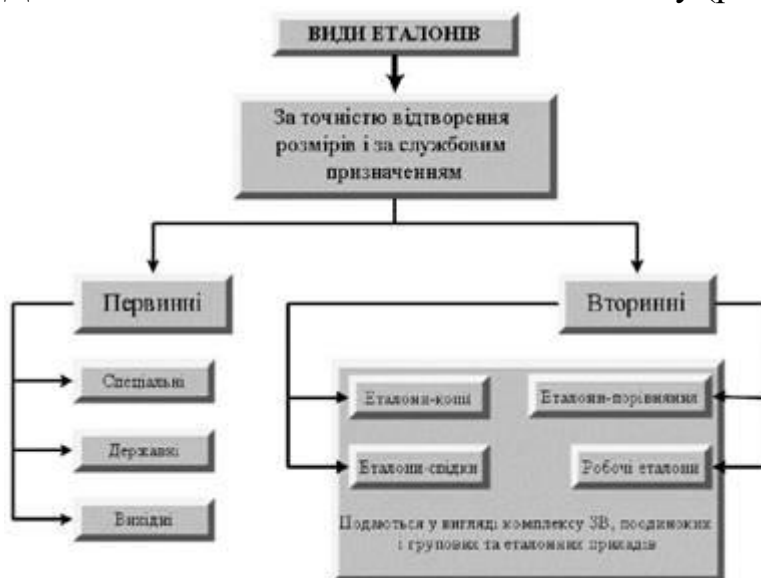 ВИДИ ЕТАЛОНІВ
За точністю відтворення
розмірів і за службовим
призначенням
Первинні
Вторинні
Спеціальні
Державні
Вихідні
Еталони-копії
Еталони-порівняння
Еталони-свідки
Робочі еталони
Подаються у вигляді комплексу ЗВ, поодиноких
і групових та еталонних приладів